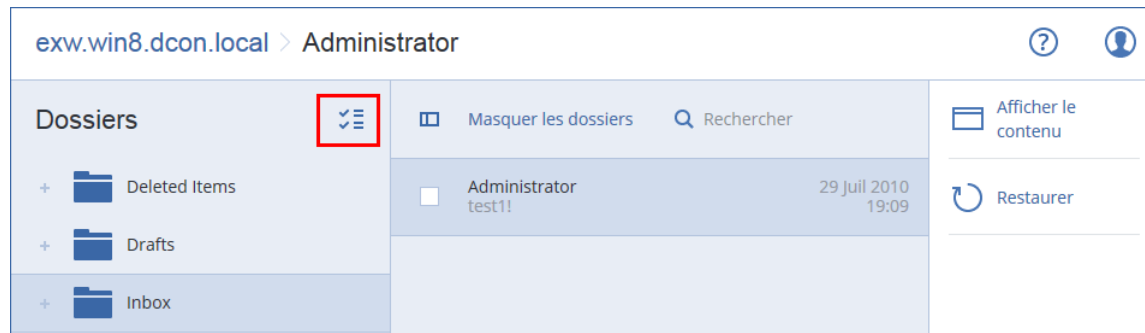 exw.win8.dcon.local > Administrator
Dossiers
Masquer les dossiers
Rechercher
Afficher le
contenu
Deleted Items
Administrator
29 Juil 2010
test1!
19:09
Restaurer
Drafts
Inbox